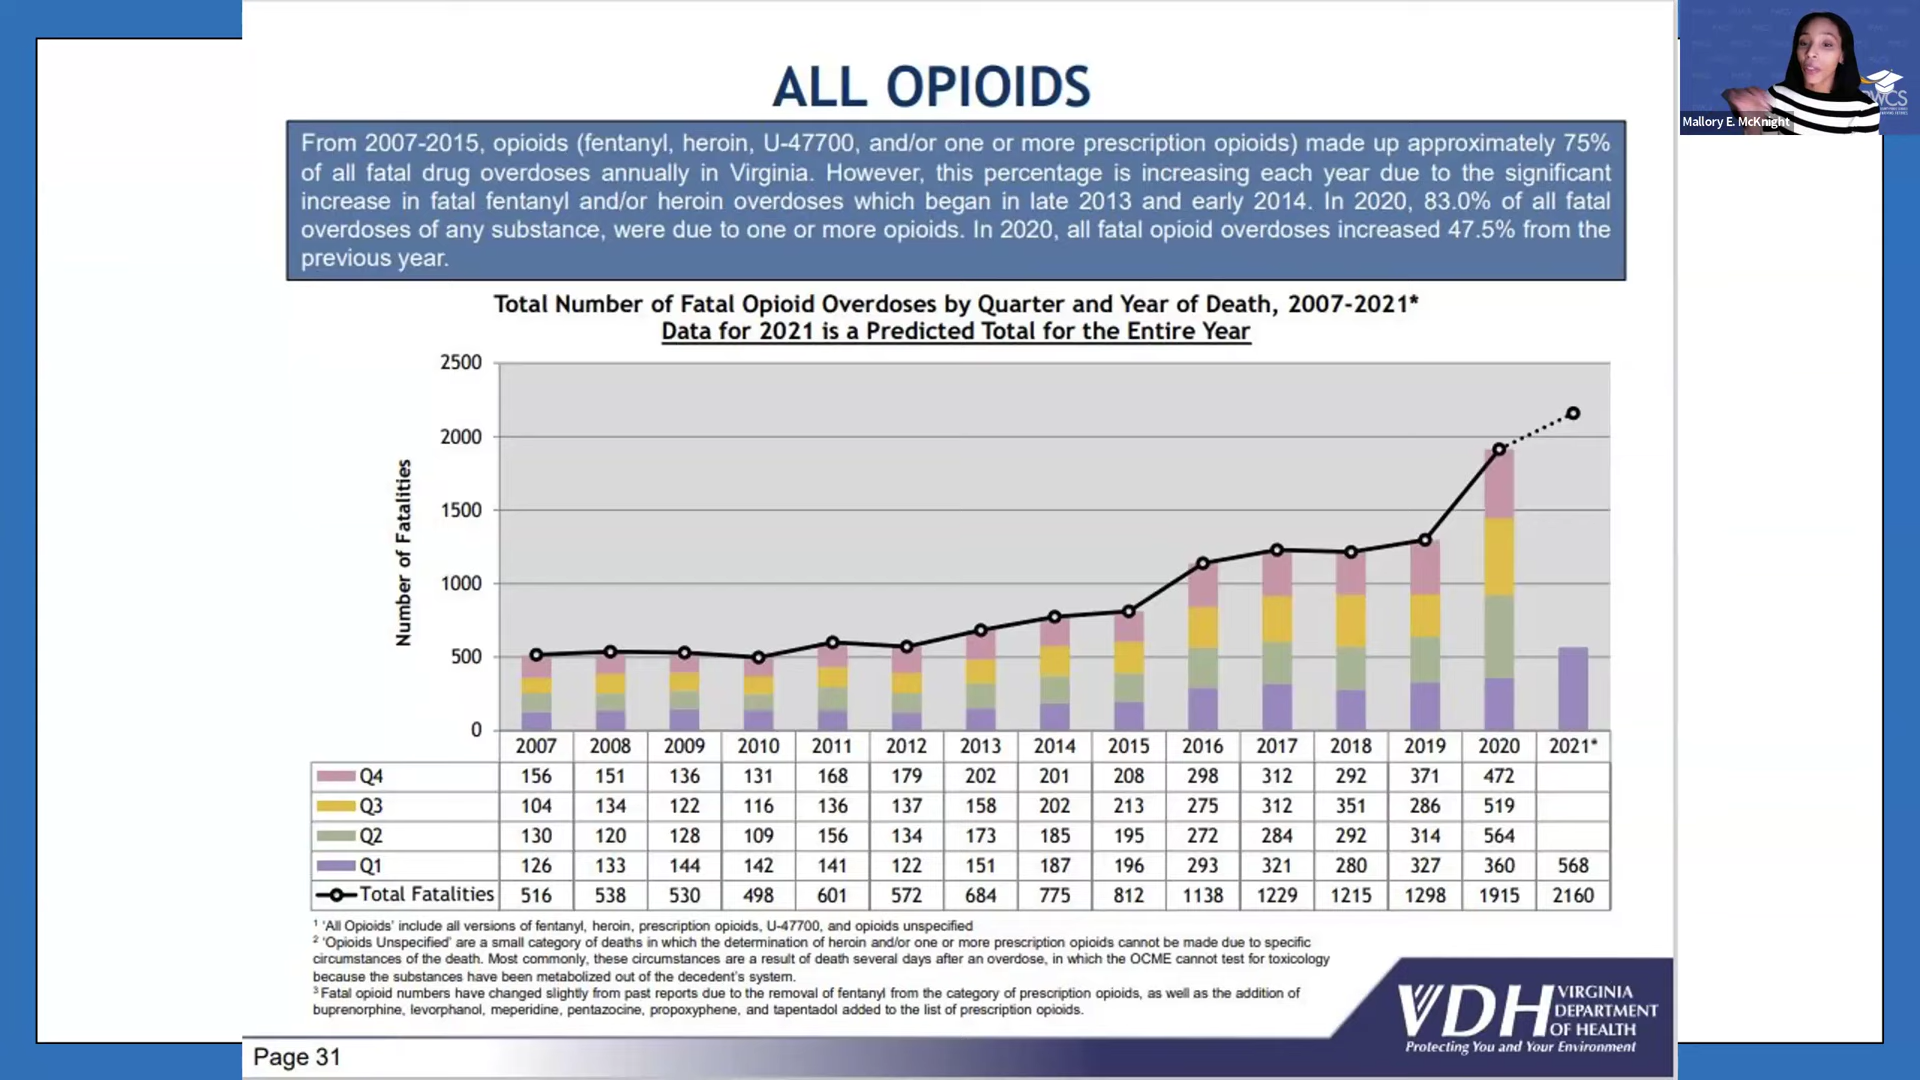 ALL OPIOIDS
From 2007-2015, opioids (fentanyl, heroin, U-47700, and/or one or more prescription opioids) made up approximately 75%
of all fatal drug overdoses annually in Virginia. However, this percentage is increasing each year due to the significant
increase in fatal fentanyl and/or heroin overdoses which began in late 2013 and early 2014. In 2020, 83.0% of all fatal
overdoses of any substance, were due to one or more opioids. In 2020, all fatal opioid overdoses increased 47.5% from the
previous year.
Mallory E. McKnight
Total Number of Fatal Opioid Overdoses by Quarter and Year of Death, 2007-2021*
Data for 2021 is a Predicted Total for the Entire Year
Number of Fatalities
2500
2000
1500
1000
500
0
2007 2008 2009 2010 2011 2012 2013 2014 2015 2016 2017 2018 2019 2020 2021*
Q4 156 151 136 131 168 179 202 201 208 298 312 292 371 472
Q3 104 134 122 116 136 137 158 202 213 275 312 351 286 519
Q2 130 120 128 109 156 134 173 185 195 272 284 292 314 564
Q1 126 133 144 142 141 122 151 187 196 293 321 280 327 360 568
Total Fatalities 516 538 530 498 601 572 684 775 812 1138 1229 1215 1298 1915 2160
1 'All Opioids' include all versions of fentanyl, heroin, prescription opioids, U-47700, and opioids unspecified
2 'Opioids Unspecified' are a small category of deaths in which the determination of heroin and/or one or more prescription opioids cannot be made due to specific
circumstances of the death. Most commonly, these circumstances are a result of death several days after an overdose, in which the OCME cannot test for toxicology
because the substances have been metabolized out of the decedent's system.
3 Fatal opioid numbers have changed slightly from past reports due to the removal of fentanyl from the category of prescription opioids, as well as the addition of
buprenorphine, levorphanol, meperidine, pentazocine, propoxyphene, and tapentadol added to the list of prescription opioids.
VDH VIRGINIA
DEPARTMENT
OF HEALTH
Protecting You and Your Environment
Page 31